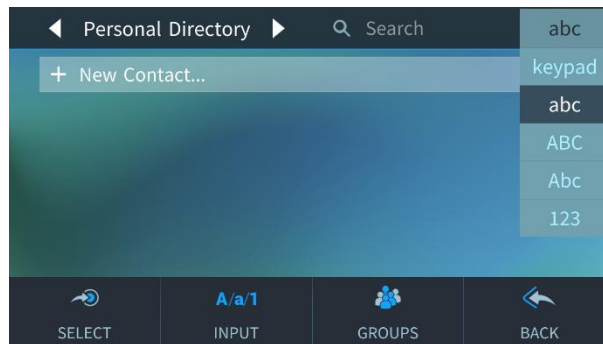 Personal Directory
Search
abc
+ New Contact...
keypad
abc
ABC
Abc
123
A/a/1
SELECT
INPUT
GROUPS
BACK